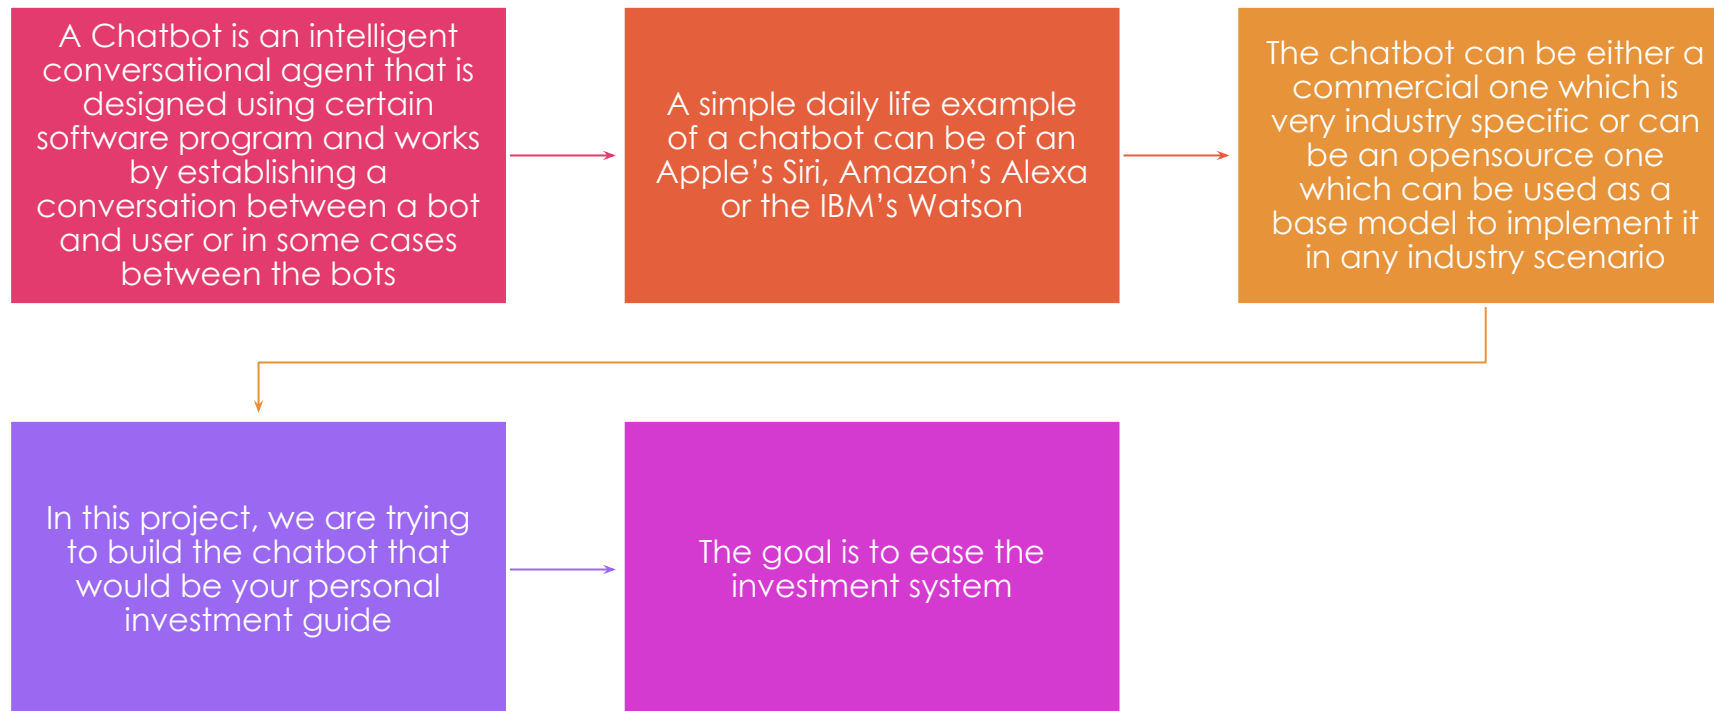 A Chatbot is an intelligent
conversational agent that is
designed using certain
software program and works
by establishing a
conversation between a bot
and user or in some cases
between the bots
A simple daily life example
of a chatbot can be of an
Apple’s Siri, Amazon’s Alexa
or the IBM’s Watson
The chatbot can be either a
commercial one which is
very industry specific or can
be an opensource one
which can be used as a
base model to implement it
in any industry scenario
In this project, we are trying
to build the chatbot that
would be your personal
investment guide
The goal is to ease the
investment system